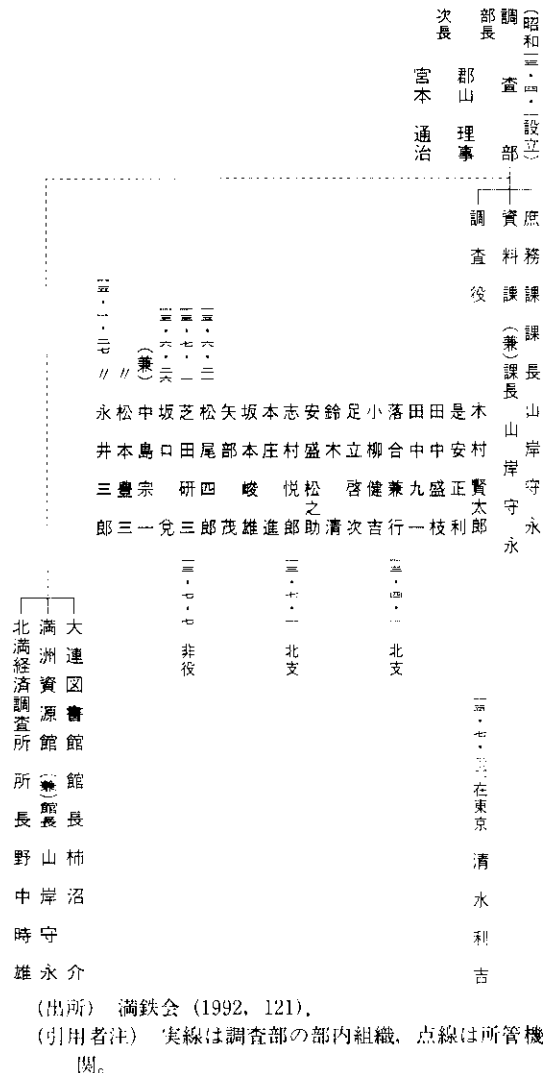 (昭和一三・四・一設立)
調査部
部長 郡山理事
次長 宮本通治
庶務課 課長 山岸守永
資料課 (兼)課長 山岸守永
調査役
木村賢太郎
是安正利
田中盛枝
田中九一
落合兼行
小柳健吉
足立啓次
鈴木清
安盛松之助
志村悦郎
本庄進
坂本峻雄
矢部茂
松尾四郎
芝田研三
坂口兌
(兼) 中島宗一
〃 松本豊三
〃 永井三郎
北支
北支
非役
在東京 清水利吉
大連図書館 館長 柿沼介
満洲資源館 (兼)館長 山岸守永
北満経済調査所 所長 野中時雄
(出所) 満鉄会 (1992, 121).
(引用者注) 実線は調査部の部内組織, 点線は所管機
関。